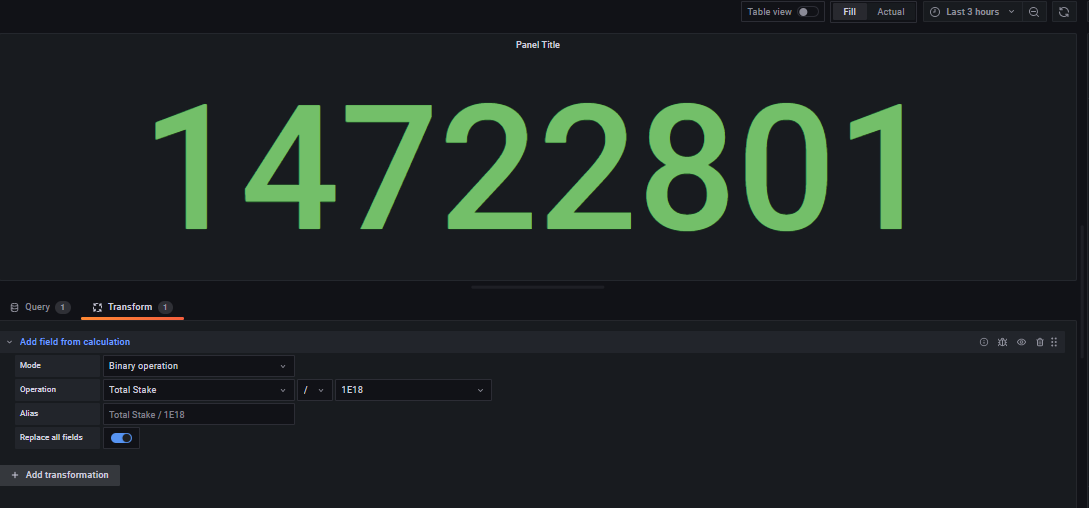 Table view Fill Actual Last 3 hours
Panel Title
14722801
Query 1 Transform 1
Add field from calculation
Mode Binary operation
Operation Total Stake / 1E18
Alias Total Stake / 1E18
Replace all fields
+ Add transformation